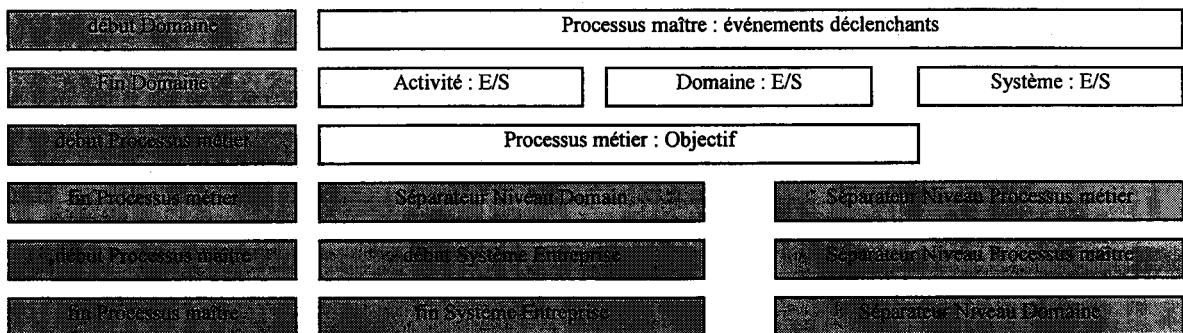 début Domaine
Processus maître : événements déclenchants
Fin Domaine
Activité : E/S
Domaine : E/S
Système : E/S
début Processus métier
Processus métier : Objectif
fin Processus métier
Séparateur Niveau Domain
Séparateur Niveau Processus métier
début Processus maître
début Système Entreprise
Séparateur Niveau Processus maître
fin Processus maître
fin Système Entreprise
Séparateur Niveau Domaine